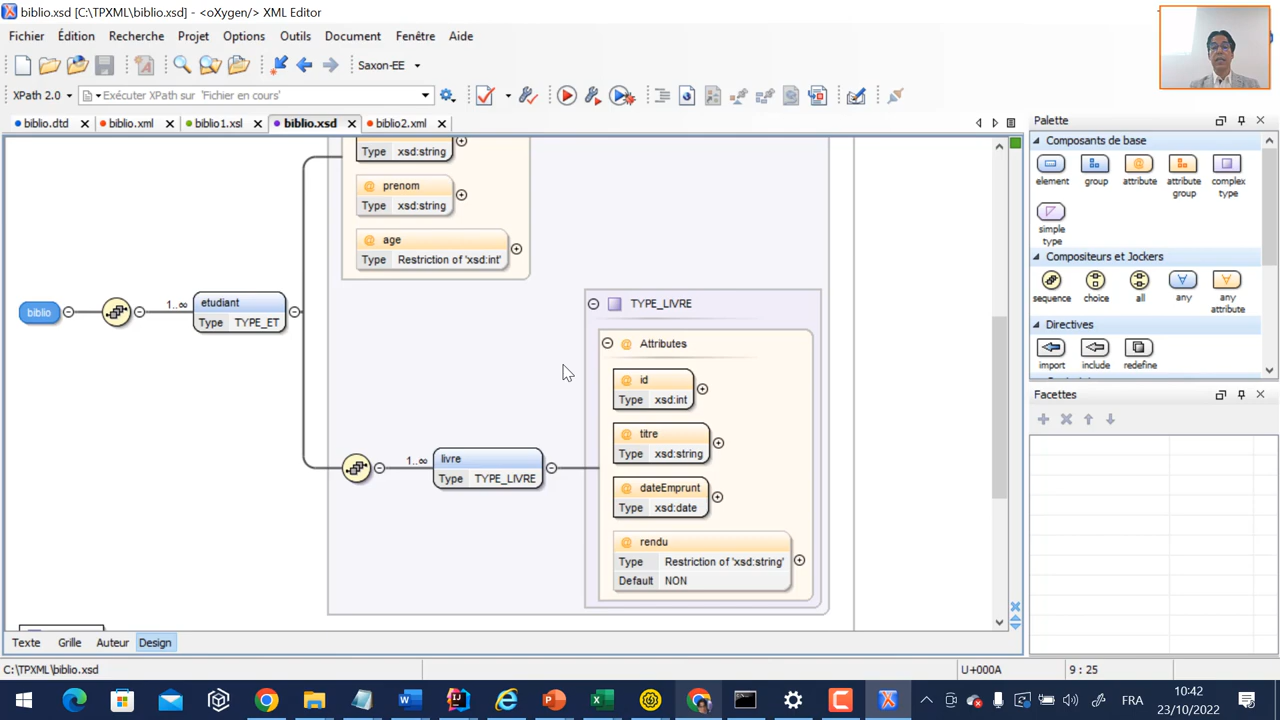 biblio.xsd [C:\TPXML\biblio.xsd] - <oXygen/> XML Editor
Fichier Édition Recherche Projet Options Outils Document Fenêtre Aide
Saxon-EE
XPath 2.0 Exécuter XPath sur 'Fichier en cours'
biblio.dtd biblio.xml biblio1.xsl biblio.xsd biblio2.xml
Type xsd:string
prenom
Type xsd:string
age
Type Restriction of 'xsd:int'
biblio
1..∞
etudiant
Type TYPE_ET
TYPE_LIVRE
Attributes
id
Type xsd:int
titre
Type xsd:string
1..∞
livre
Type TYPE_LIVRE
dateEmprunt
Type xsd:date
rendu
Type Restriction of 'xsd:string'
Default NON
Palette
Composants de base
element group attribute attribute group complex type
simple type
Compositeurs et Jockers
sequence choice all any any attribute
Directives
import include redefine
Facettes
Texte Grille Auteur Design
C:\TPXML\biblio.xsd U+000A 9 : 25
FRA
10:42
23/10/2022